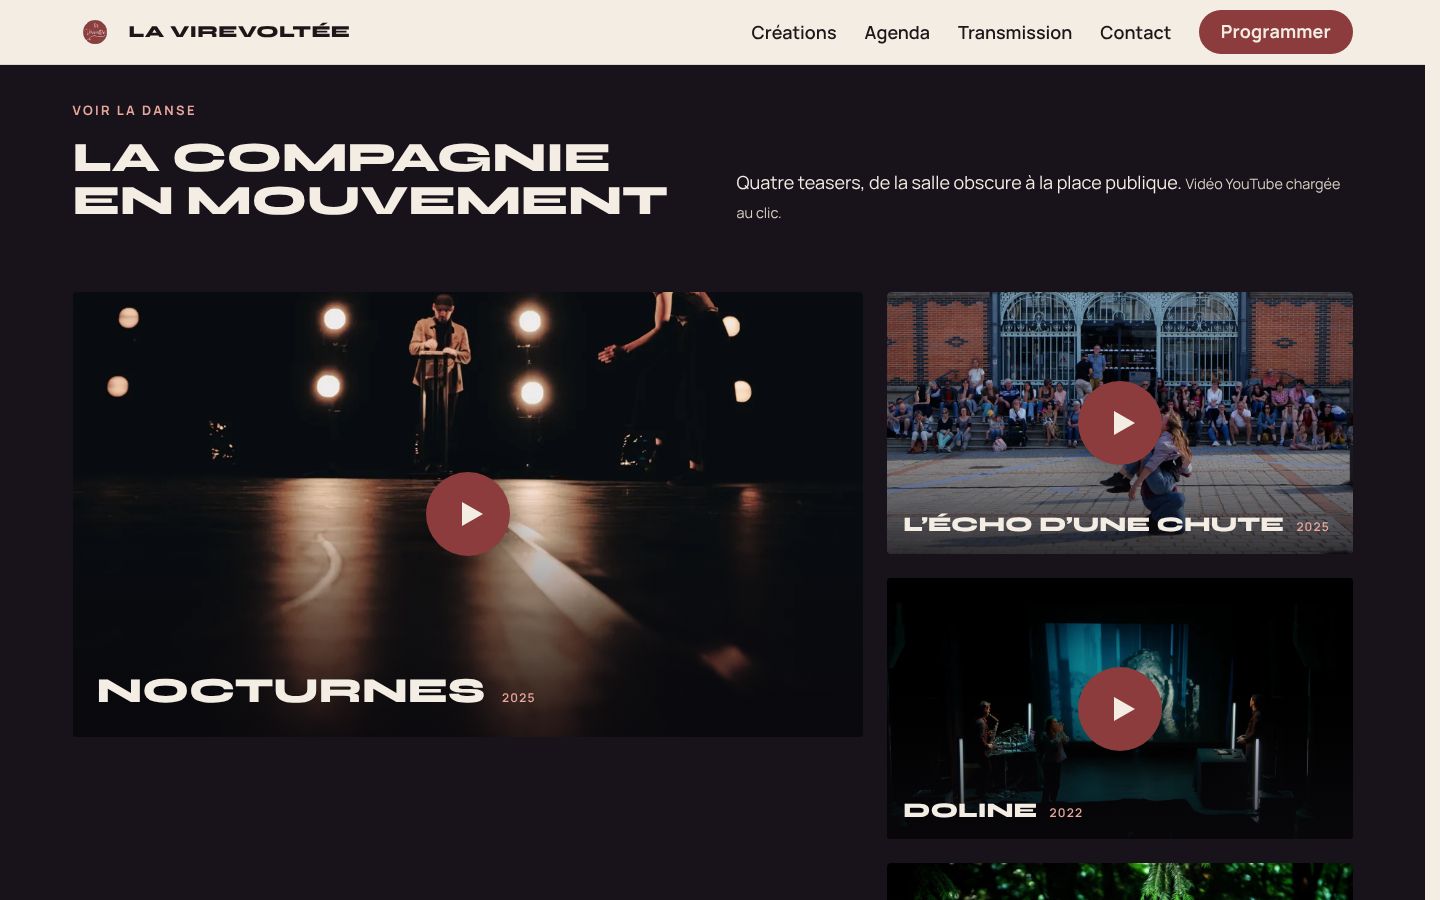 LA VIREVOLTÉE
Créations
Agenda
Transmission
Contact
Programmer
VOIR LA DANSE
LA COMPAGNIE
EN MOUVEMENT
Quatre teasers, de la salle obscure à la place publique. Vidéo YouTube chargée
au clic.
NOCTURNES 2025
L’ÉCHO D’UNE CHUTE 2025
DOLINE 2022